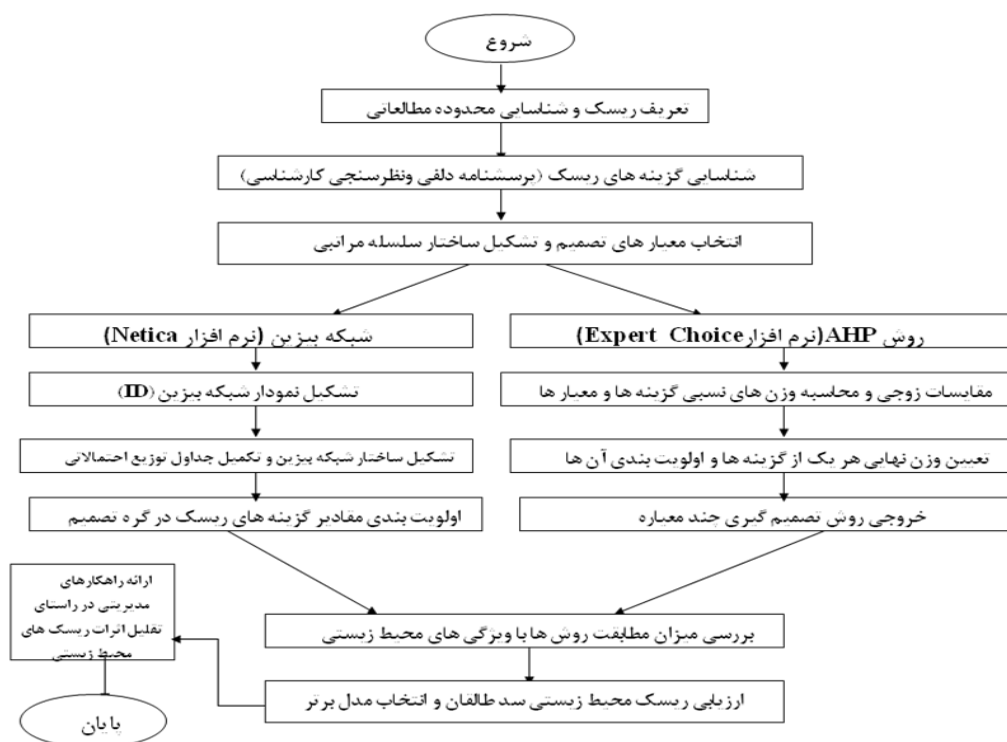 شروع
تعریف ریسک و شناسایی محدوده مطالعاتی
شناسایی گزینه های ریسک (پرسشنامه دلفی ونظرسنجی کارشناسی)
انتخاب معیار های تصمیم و تشکیل ساختار سلسله مراتبی
روش AHP(نرم افزار Expert Choice)
مقایسات زوجی و محاسبه وزن های نسبی گزینه ها و معیار ها
تعیین وزن نهایی هر یک از گزینه ها و اولویت بندی آن ها
خروجی روش تصمیم گیری چند معیاره
شبکه بیزین (نرم افزار Netica)
تشکیل نمودار شبکه بیزین (ID)
تشکیل ساختار شبکه بیزین و تکمیل جداول توزیع احتمالاتی
اولویت بندی مقادیر گزینه های ریسک در گره تصمیم
بررسی میزان مطابقت روش ها با ویژگی های محیط زیستی
ارزیابی ریسک محیط زیستی سد طالقان و انتخاب مدل برتر
ارائه راهکارهای
مدیریتی در راستای
تقلیل اثرات ریسک های
محیط زیستی
پایان